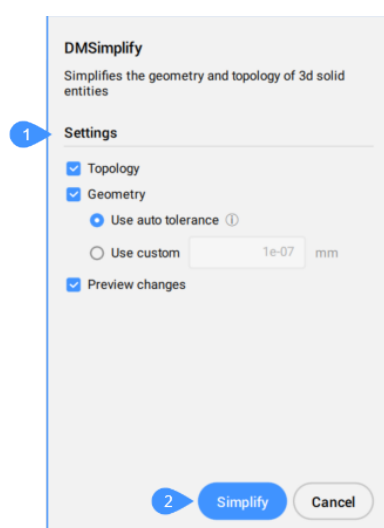 DMSimplify
Simplifies the geometry and topology of 3d solid
entities
1
Settings
Topology
Geometry
Use auto tolerance ⓘ
Use custom 1e-07 mm
Preview changes
2 Simplify Cancel